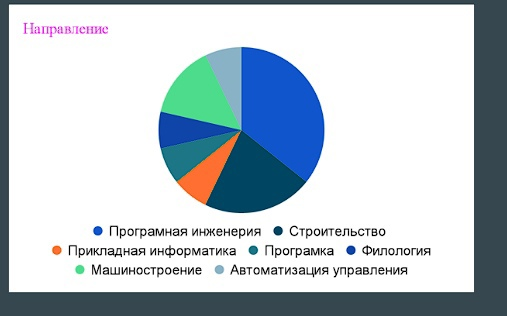 Направление
Програмная инженерия Строительство
Прикладная информатика Програмка Филология
Машиностроение Автоматизация управления